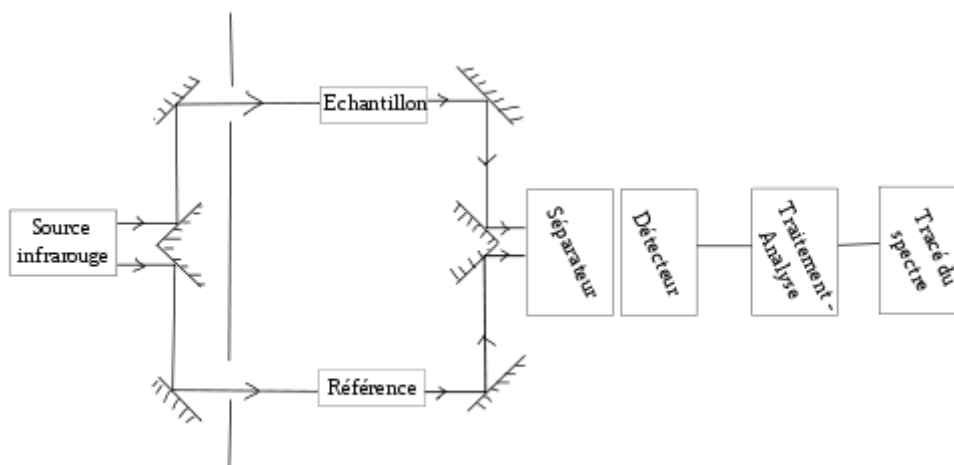 Echantillon
Source
infrarouge
Séparateur
Détecteur
Traitement -
Analyse
Tracé du
spectre
Référence